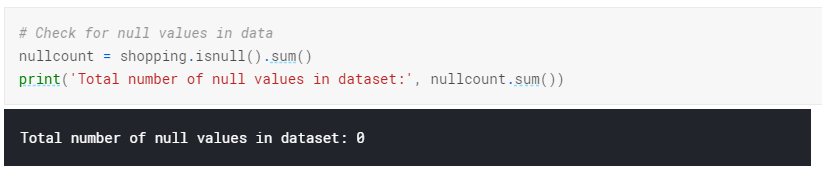 # Check for null values in data
nullcount = shopping.isnull().sum()
print('Total number of null values in dataset:', nullcount.sum())
Total number of null values in dataset: 0